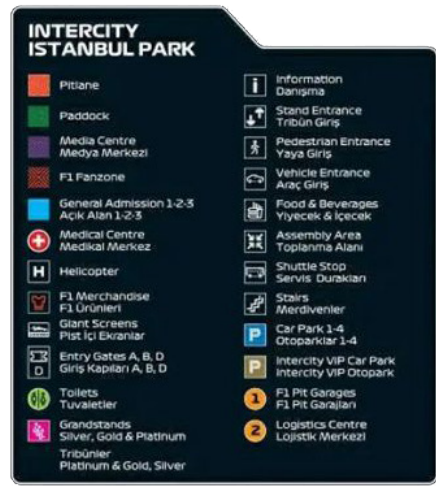 INTERCITY
ISTANBUL PARK
Pitlane
Paddock
Media Centre
Medya Merkezi
F1 Fanzone
General Admission 1-2-3
Açık Alan 1-2-3
Medical Centre
Medikal Merkez
H
Helicopter
F1 Merchandise
F1 Ürünleri
Giant Screens
Pist İçi Ekranlar
D
Entry Gates A, B, D
Giriş Kapıları A, B, D
Toilets
Tuvaletler
Grandstands
Silver, Gold & Platinum
Tribünler
Platinum & Gold, Silver
i
Information
Danışma
Stand Entrance
Tribün Giriş
Pedestrian Entrance
Yaya Giriş
Vehicle Entrance
Araç Giriş
Food & Beverages
Yiyecek & İçecek
Assembly Area
Toplanma Alanı
Shuttle Stop
Servis Durakları
Stairs
Merdivenler
P
Car Park 1-4
Otoparklar 1-4
P
Intercity VIP Car Park
Intercity VIP Otopark
1
F1 Pit Garages
F1 Pit Garajları
2
Logistics Centre
Lojistik Merkezi